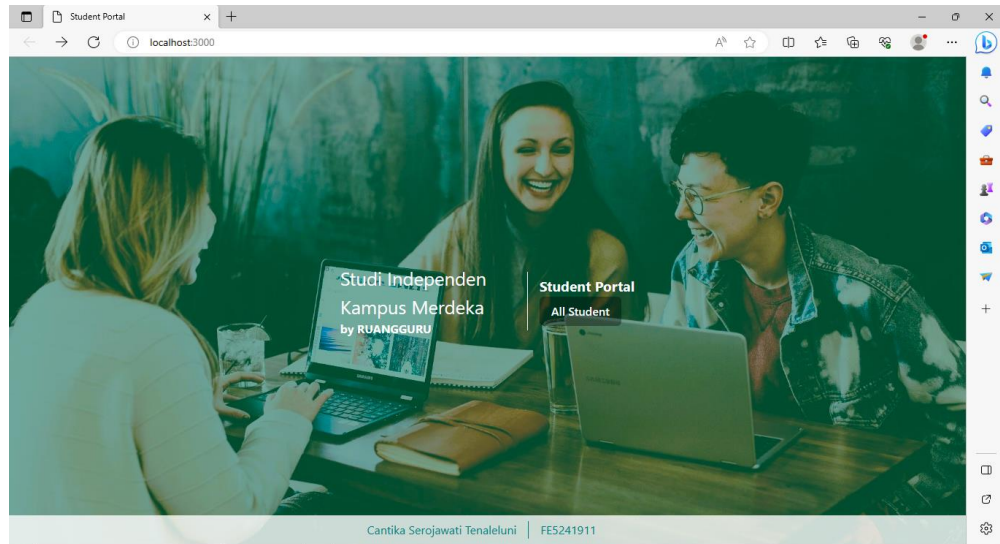 Student Portal
localhost:3000
Studi Independen
Kampus Merdeka
by RUANGGURU
Student Portal
All Student
Cantika Serojawati Tenaleluni
FE5241911